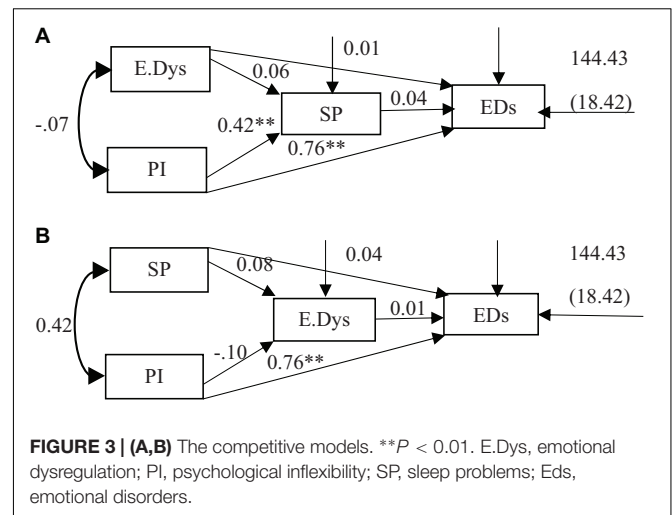 A
E.Dys
0.01
144.43
0.06
SP
0.04
EDs
(18.42)
-.07
0.42**
0.76**
PI
B
SP
0.04
144.43
0.08
E.Dys
0.01
EDs
(18.42)
0.42
-.10
0.76**
PI
FIGURE 3 | (A,B) The competitive models. **P < 0.01. E.Dys, emotional
dysregulation; PI, psychological inflexibility; SP, sleep problems; Eds,
emotional disorders.